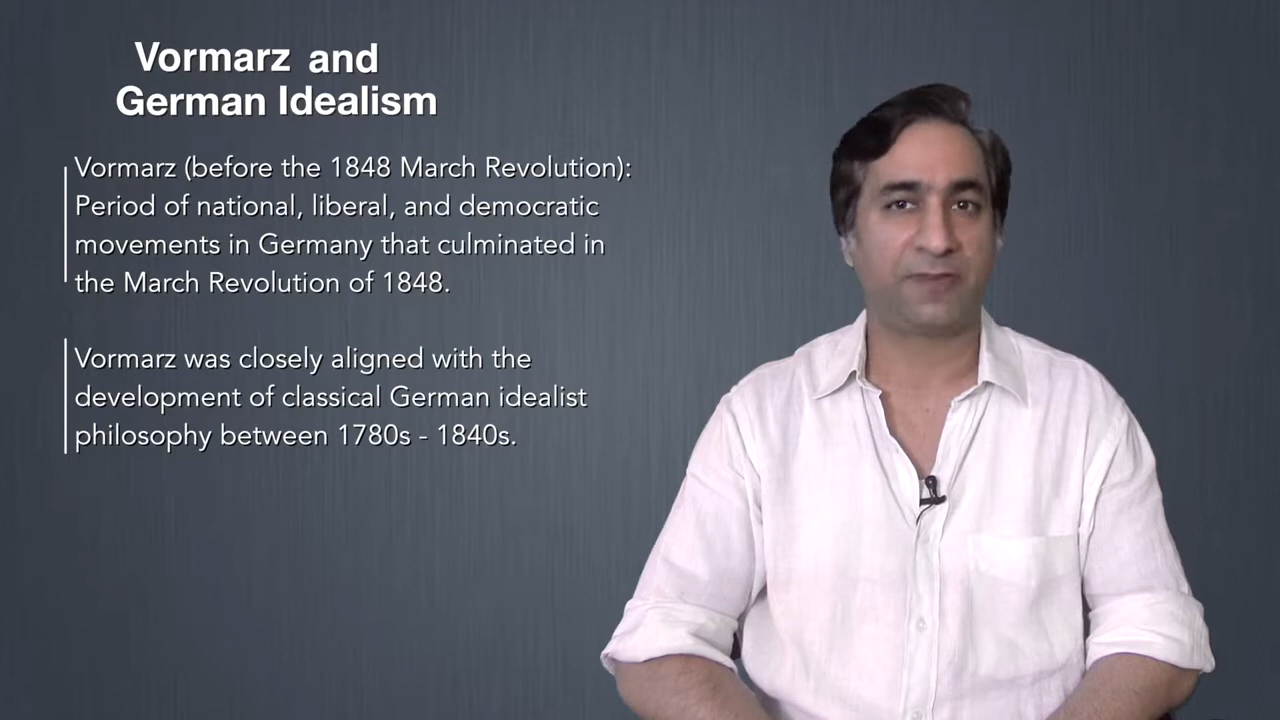 Vormarz and
German Idealism
Vormarz (before the 1848 March Revolution):
Period of national, liberal, and democratic
movements in Germany that culminated in
the March Revolution of 1848.
Vormarz was closely aligned with the
development of classical German idealist
philosophy between 1780s - 1840s.